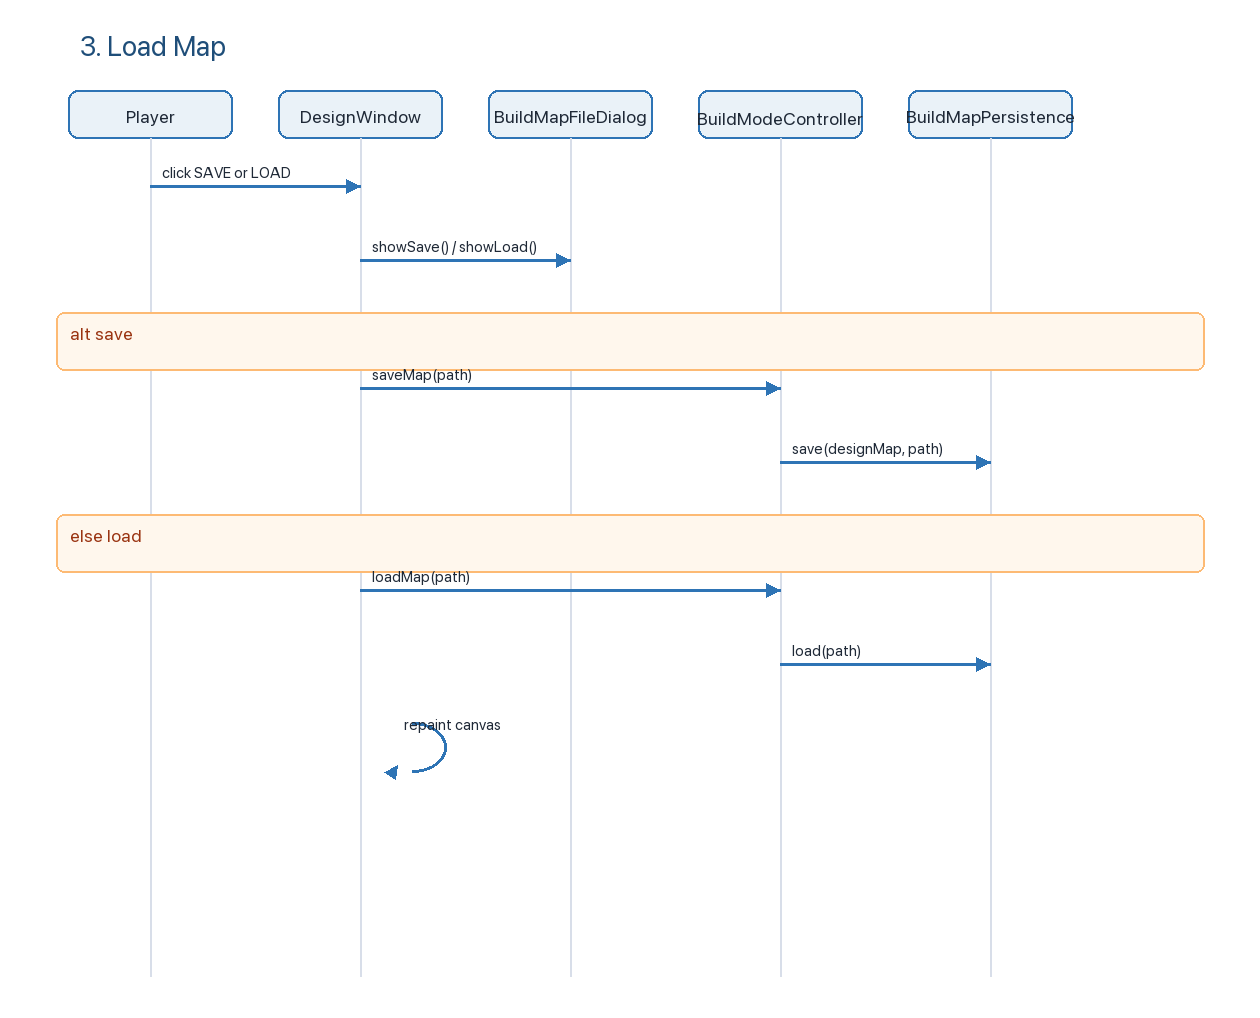 3. Load Map
Player
DesignWindow
BuildMapFileDialog
BuildModeController
BuildMapPersistence
click SAVE or LOAD
showSave() / showLoad()
alt save
saveMap(path)
save(designMap, path)
else load
loadMap(path)
load(path)
repaint canvas